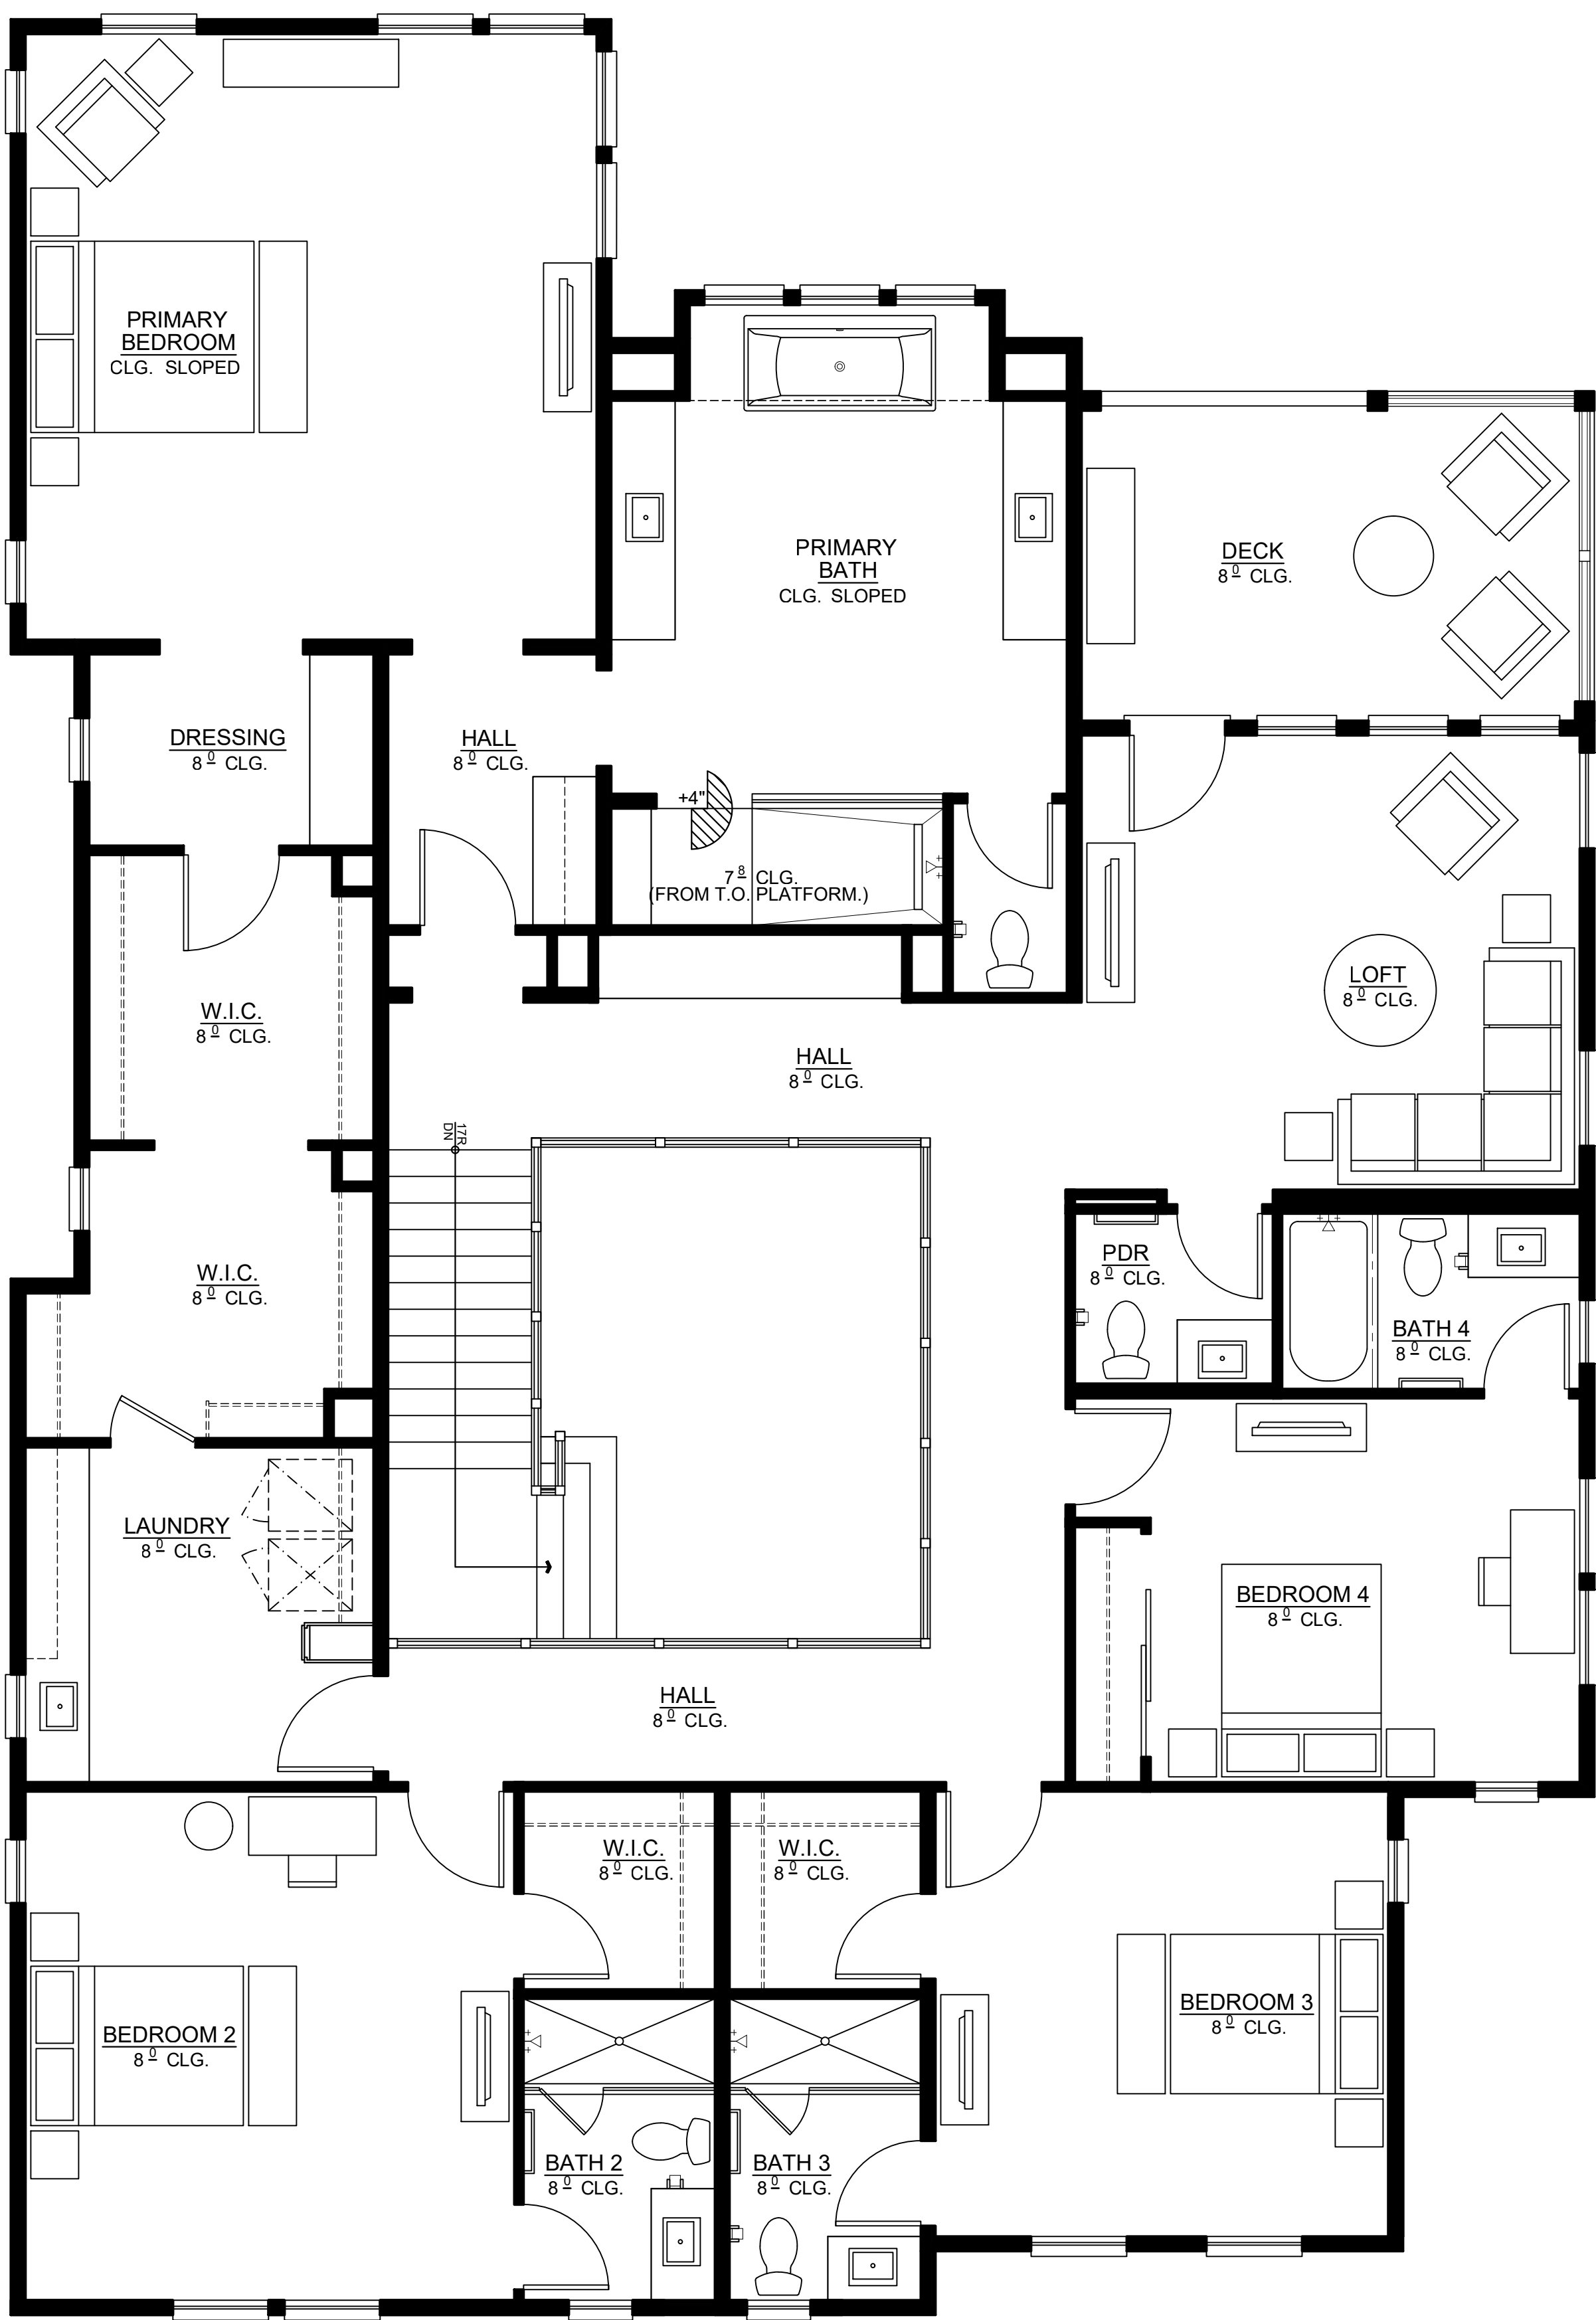 PRIMARY
BEDROOM
CLG. SLOPED
PRIMARY
BATH
CLG. SLOPED
DECK
8 0 CLG.
DRESSING
8 0 CLG.
HALL
8 0 CLG.
+4"
7 8 CLG.
(FROM T.O. PLATFORM.)
LOFT
8 0 CLG.
W.I.C.
8 0 CLG.
HALL
8 0 CLG.
17R
DN
PDR
8 0 CLG.
W.I.C.
8 0 CLG.
BATH 4
8 0 CLG.
LAUNDRY
8 0 CLG.
BEDROOM 4
8 0 CLG.
HALL
8 0 CLG.
W.I.C.
8 0 CLG.
W.I.C.
8 0 CLG.
BEDROOM 3
8 0 CLG.
BEDROOM 2
8 0 CLG.
BATH 2
8 0 CLG.
BATH 3
8 0 CLG.